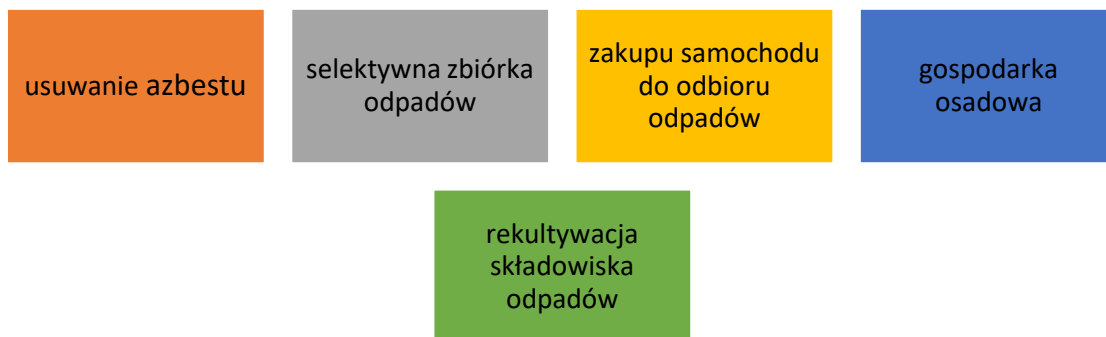 usuwanie azbestu
selektywna zbiórka
odpadów
zakupu samochodu
do odbioru
odpadów
gospodarka
osadowa
rekultywacja
składowiska
odpadów